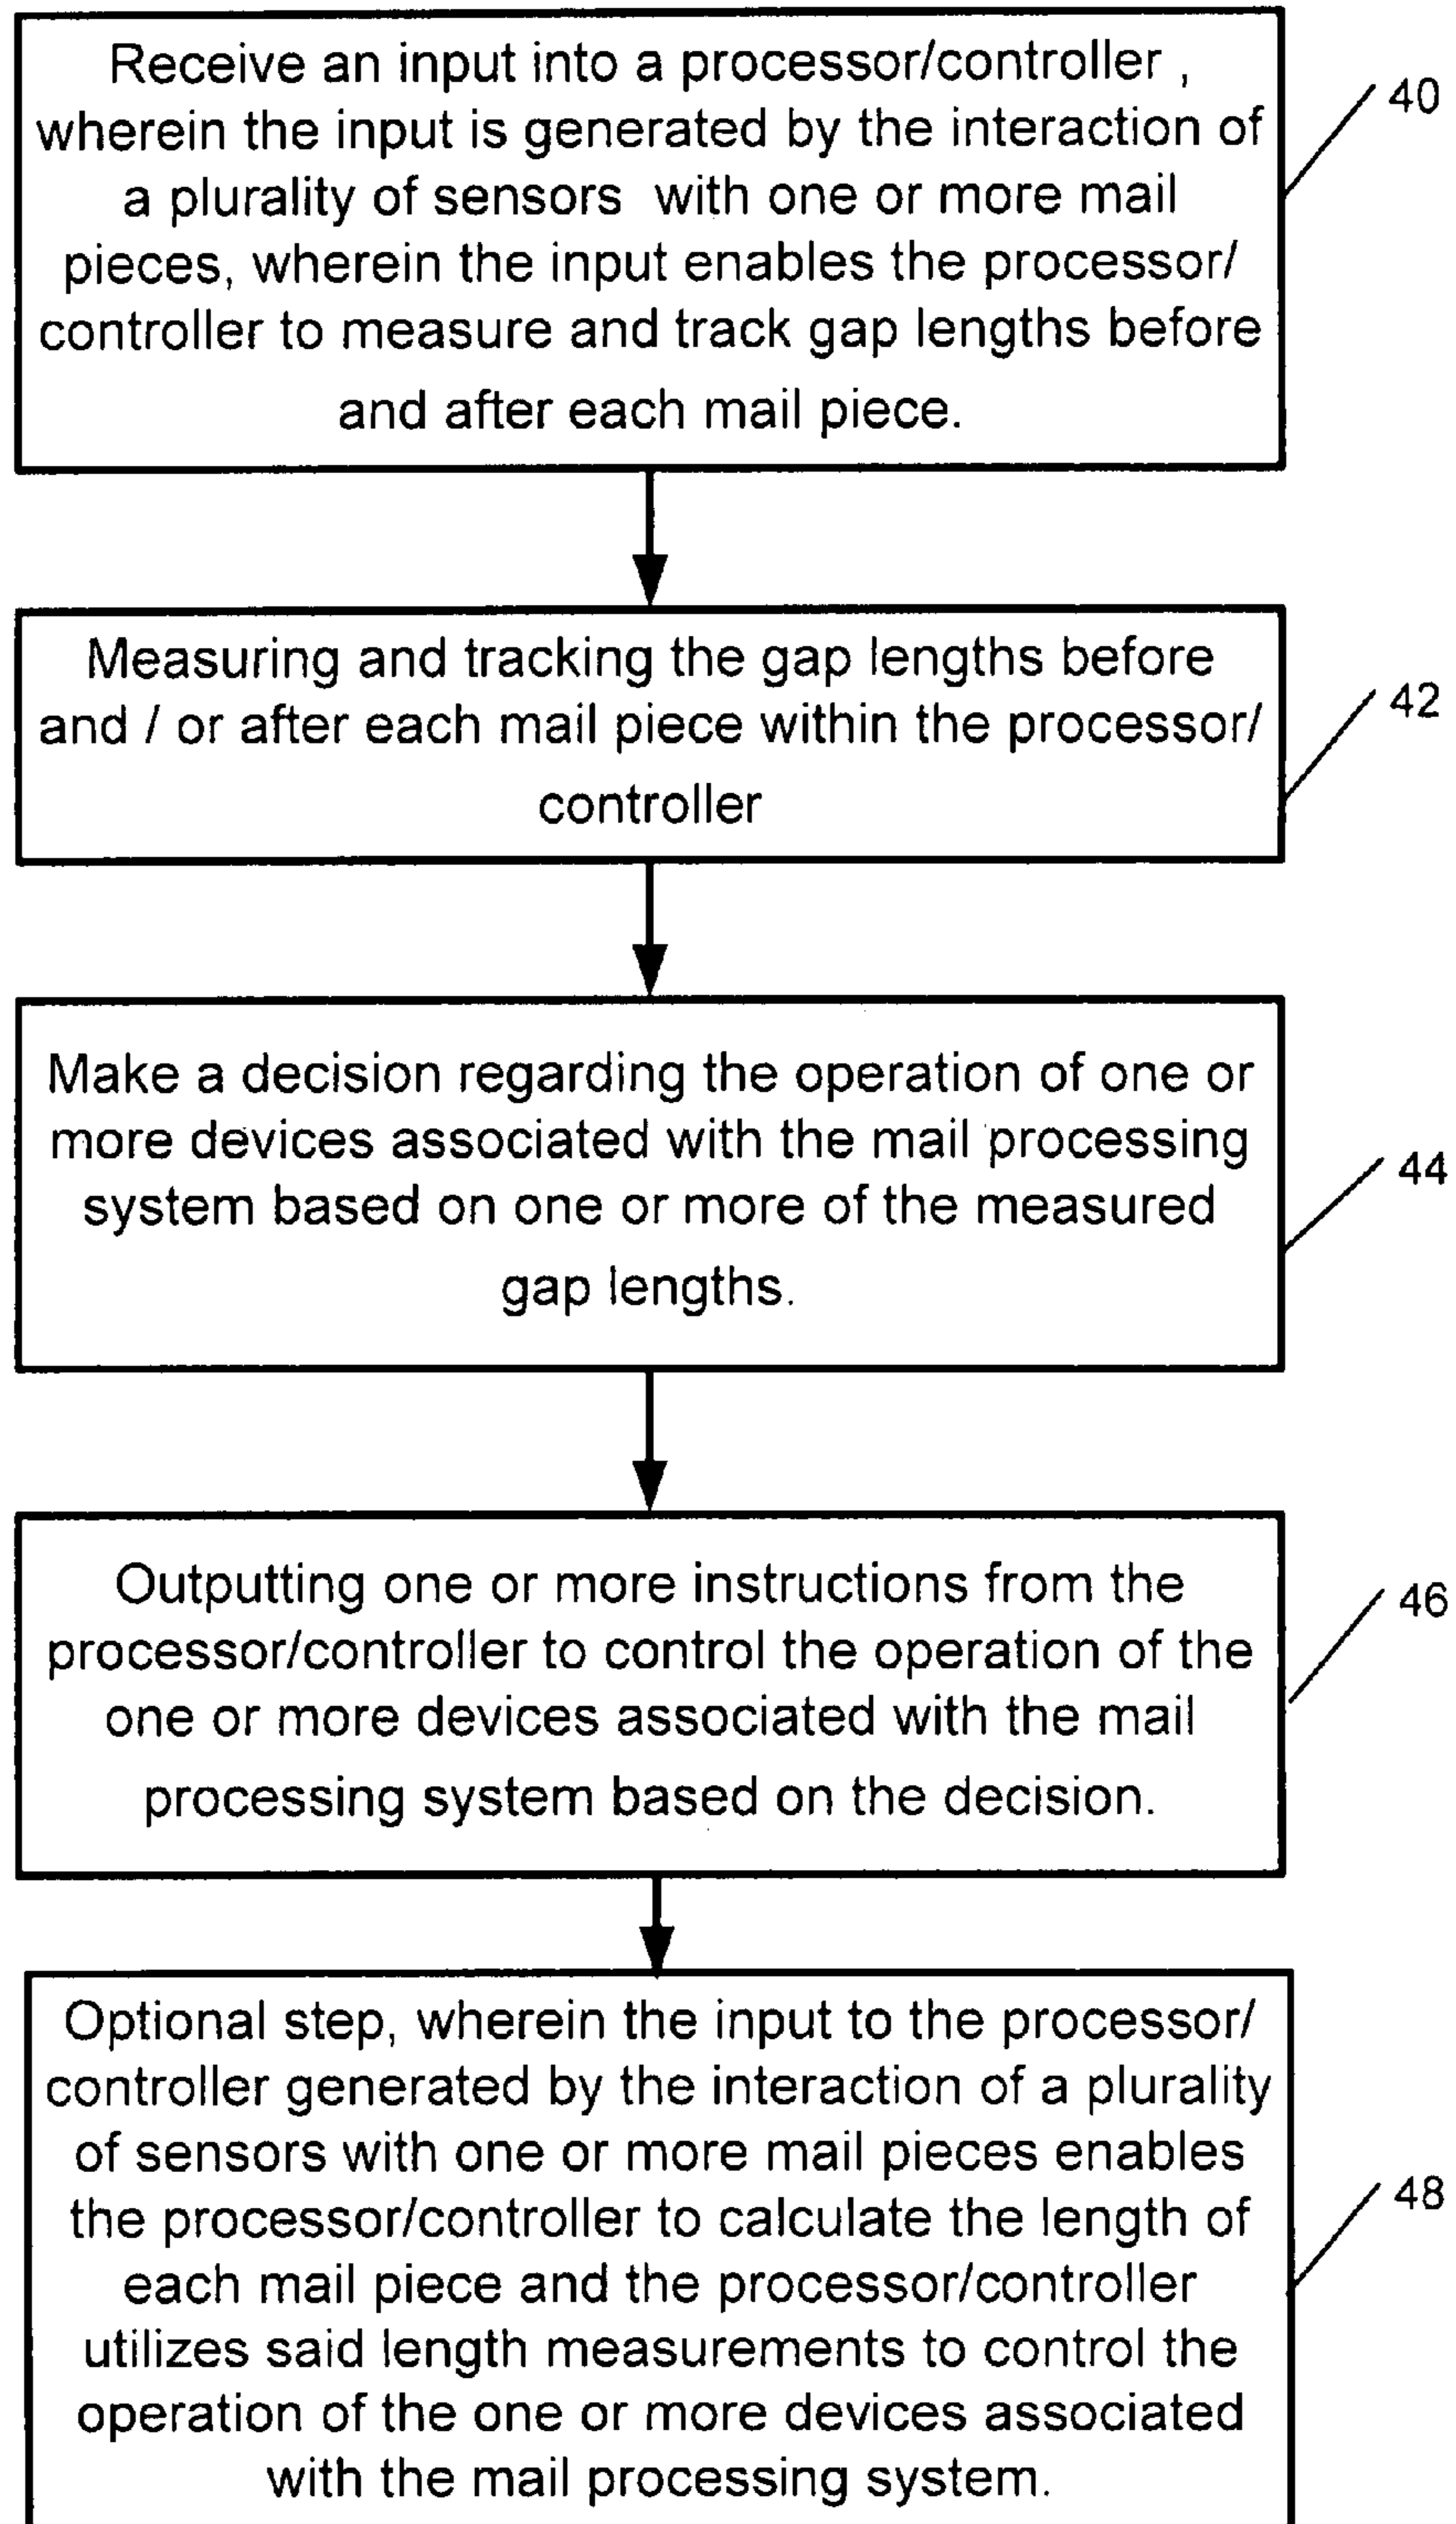 Receive an input into a processor/controller ,
wherein the input is generated by the interaction of
a plurality of sensors with one or more mail
pieces, wherein the input enables the processor/
controller to measure and track gap lengths before
and after each mail piece.
40
Measuring and tracking the gap lengths before
and / or after each mail piece within the processor/
controller
42
Make a decision regarding the operation of one or
more devices associated with the mail processing
system based on one or more of the measured
gap lengths.
44
Outputting one or more instructions from the
processor/controller to control the operation of the
one or more devices associated with the mail
processing system based on the decision.
46
Optional step, wherein the input to the processor/
controller generated by the interaction of a plurality
of sensors with one or more mail pieces enables
the processor/controller to calculate the length of
each mail piece and the processor/controller
utilizes said length measurements to control the
operation of the one or more devices associated
with the mail processing system.
48